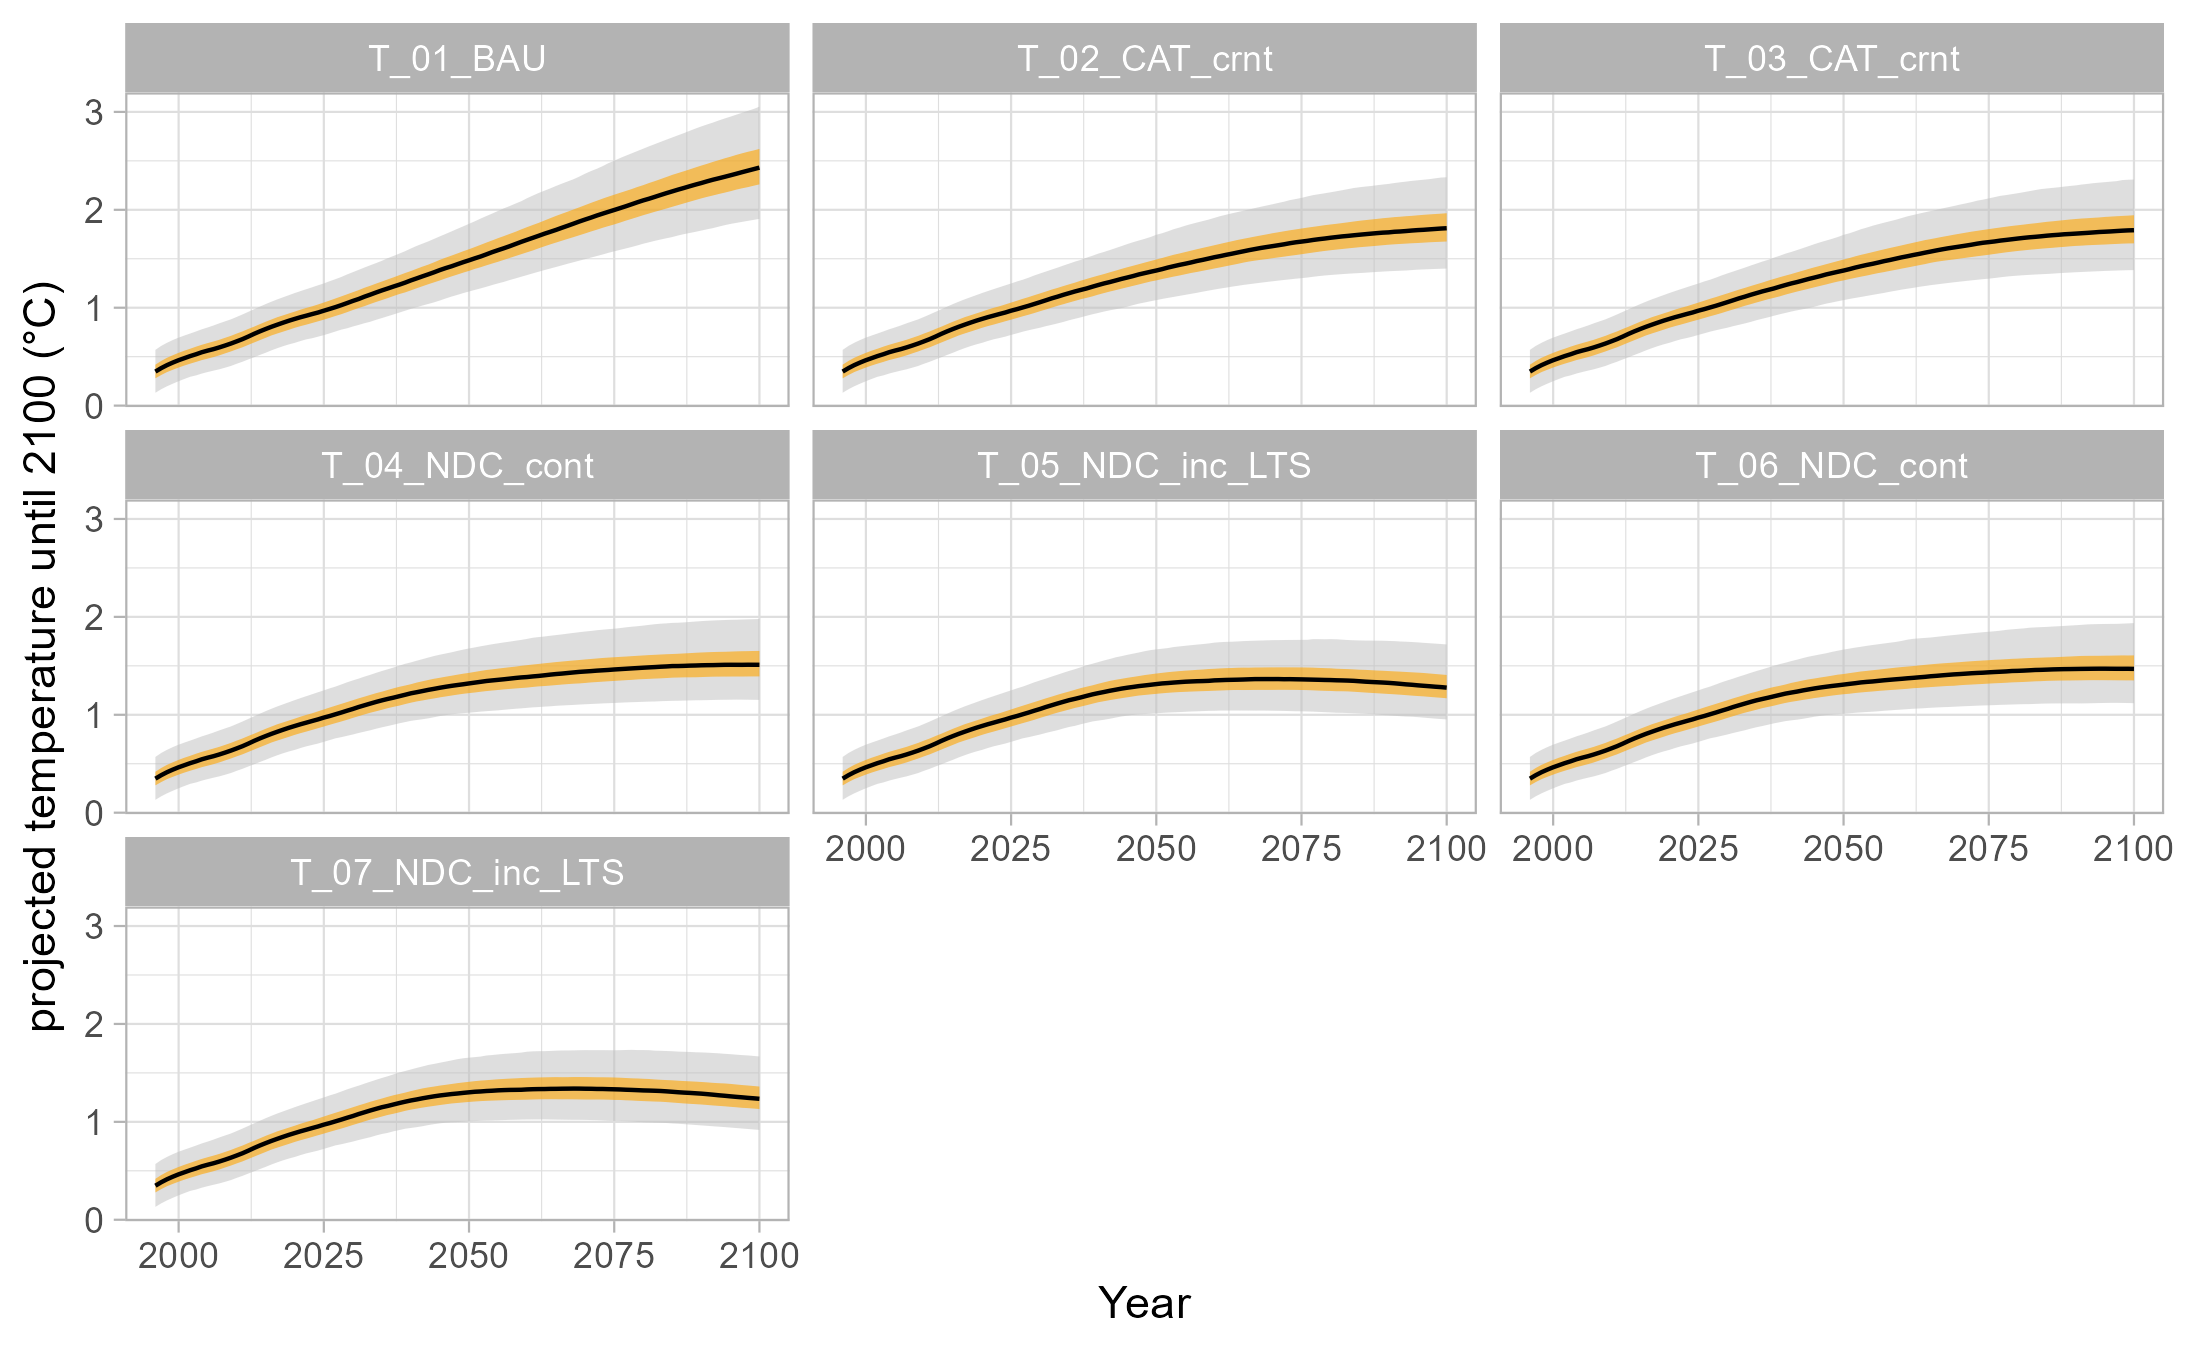 projected temperature until 2100 (°C)
T_01_BAU
T_02_CAT_crnt
T_03_CAT_crnt
3
2
1
0
T_04_NDC_cont
T_05_NDC_inc_LTS
T_06_NDC_cont
3
2
1
0
2000 2025 2050 2075 2100
2000 2025 2050 2075 2100
T_07_NDC_inc_LTS
3
2
1
0
2000 2025 2050 2075 2100
Year